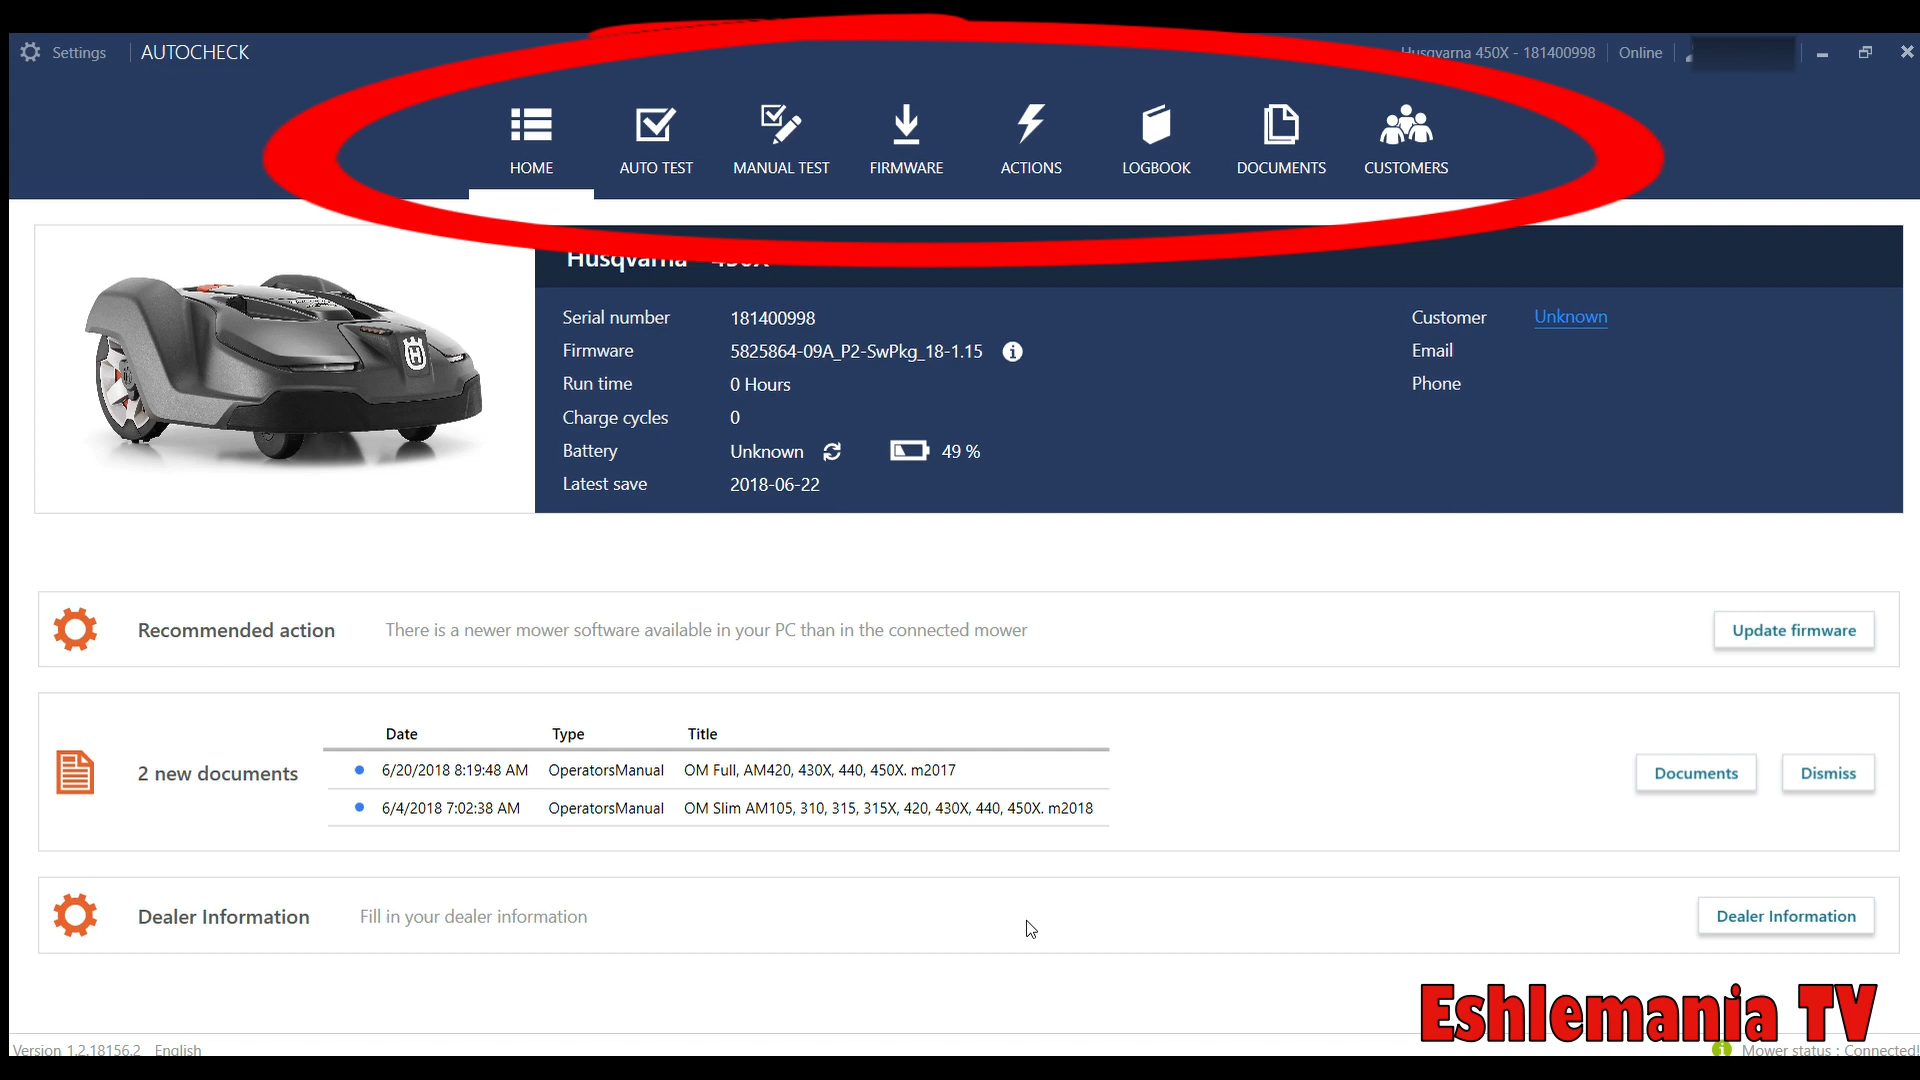 Settings AUTOCHECK Husqvarna 450X - 181400998 Online
HOME AUTO TEST MANUAL TEST FIRMWARE ACTIONS LOGBOOK DOCUMENTS CUSTOMERS
Husqvarna 450X
Serial number 181400998
Firmware 5825864-09A_P2-SwPkg_18-1.15
Run time 0 Hours
Charge cycles 0
Battery Unknown 49 %
Latest save 2018-06-22
Customer Unknown
Email
Phone
Recommended action There is a newer mower software available in your PC than in the connected mower Update firmware
Date Type Title
2 new documents
6/20/2018 8:19:48 AM OperatorsManual OM Full, AM420, 430X, 440, 450X. m2017
6/4/2018 7:02:38 AM OperatorsManual OM Slim AM105, 310, 315, 315X, 420, 430X, 440, 450X. m2018
Documents Dismiss
Dealer Information Fill in your dealer information Dealer Information
Eshlemania TV
Version 1.2.18156.2 English Mower status : Connected!